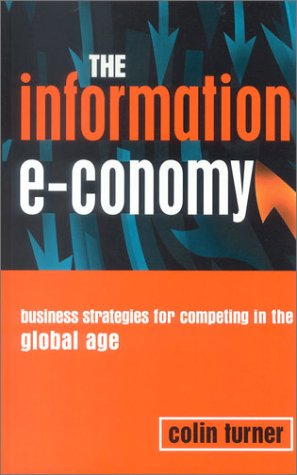 THE
information
e-conomy
business strategies for competing in the
global age
colin turner